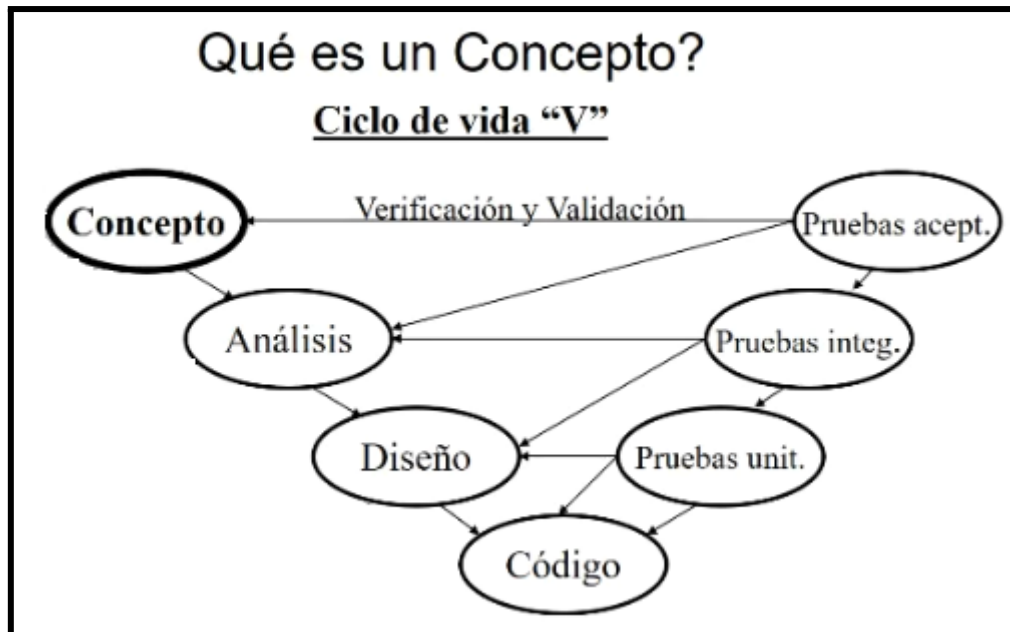 Qué es un Concepto?
Ciclo de vida “V”
Concepto
Verificación y Validación
Pruebas acept.
Análisis
Pruebas integ.
Diseño
Pruebas unit.
Código